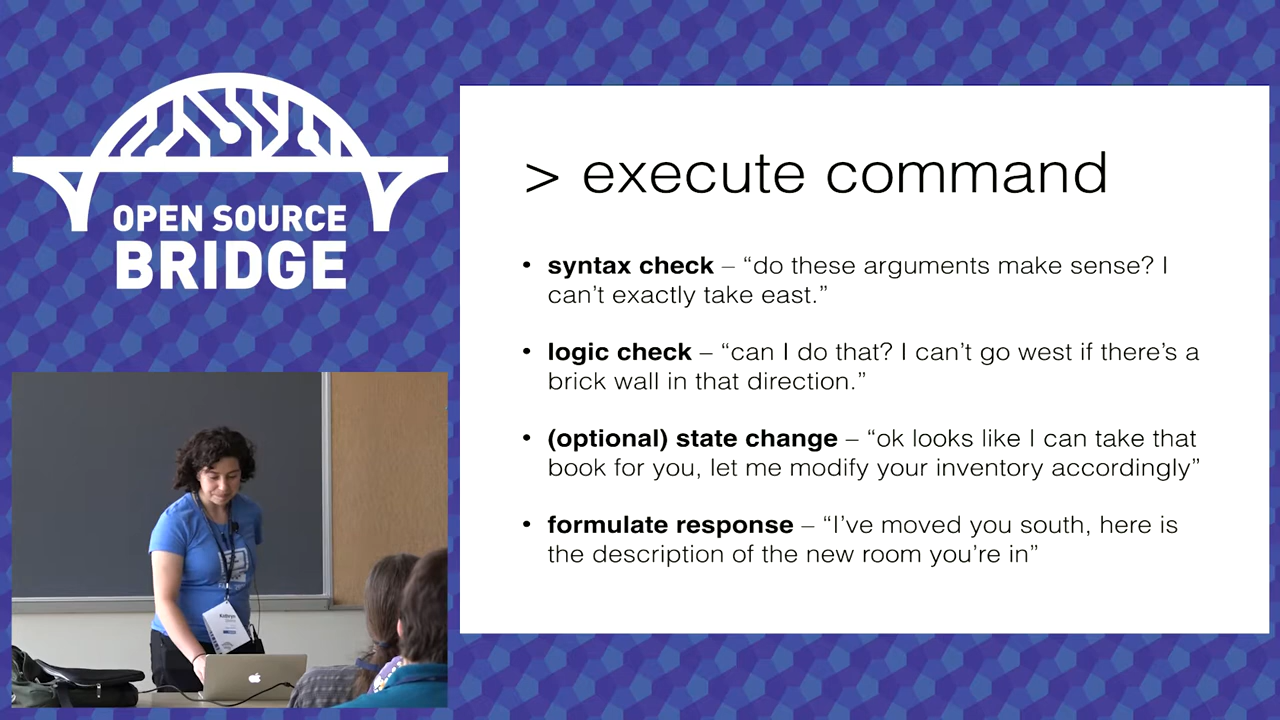 OPEN SOURCE
BRIDGE
> execute command
• syntax check – “do these arguments make sense? I
can’t exactly take east.”
• logic check – “can I do that? I can’t go west if there’s a
brick wall in that direction.”
• (optional) state change – “ok looks like I can take that
book for you, let me modify your inventory accordingly”
• formulate response – “I’ve moved you south, here is
the description of the new room you’re in”
Kathryn